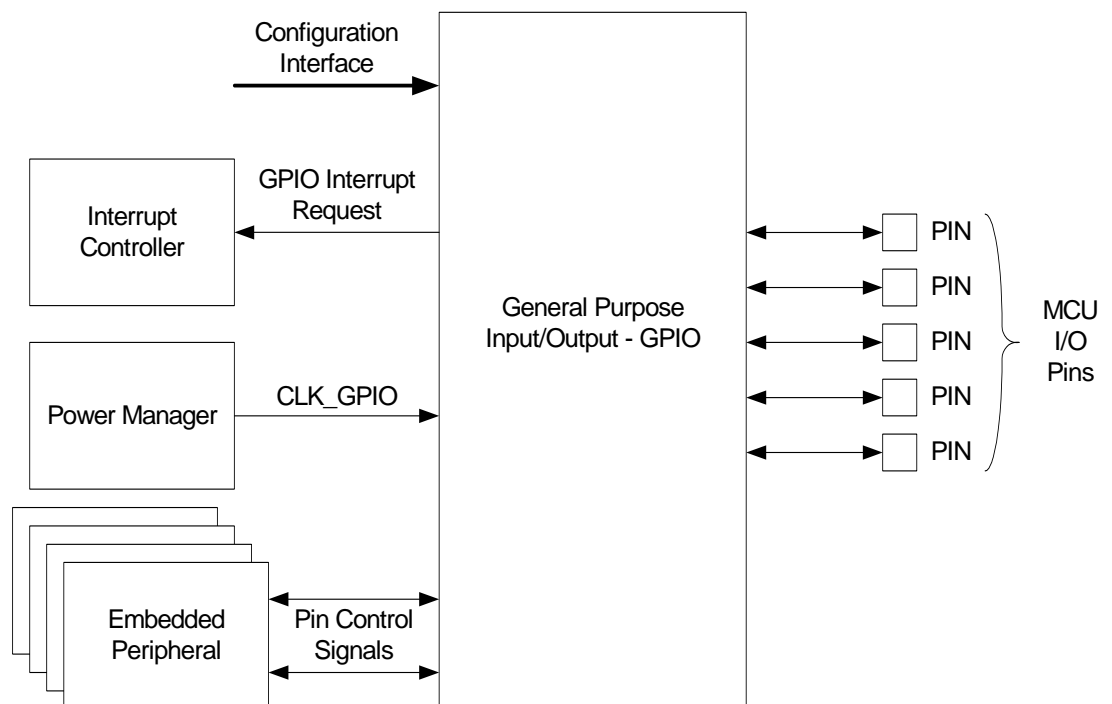 Configuration
Interface
Interrupt
Controller
GPIO Interrupt
Request
General Purpose
Input/Output - GPIO
PIN
PIN
PIN
PIN
PIN
MCU
I/O
Pins
Power Manager
CLK_GPIO
Embedded
Peripheral
Pin Control
Signals